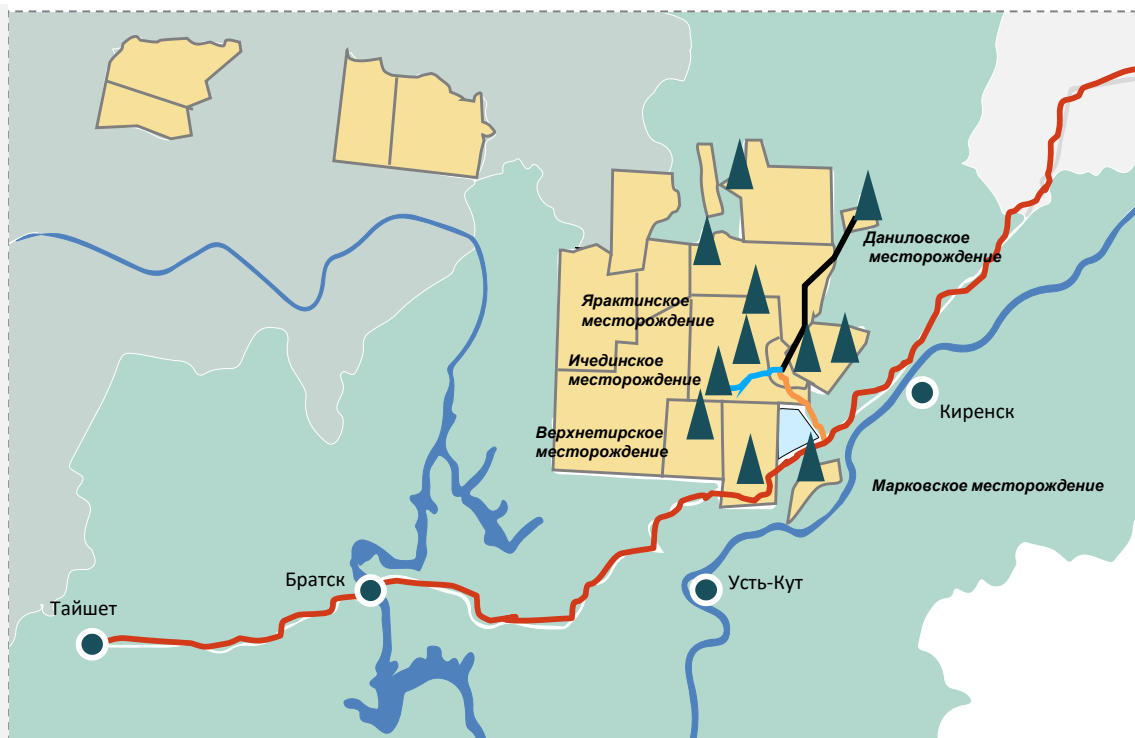 Даниловское
месторождение
Ярактинское
месторождение
Ичединское
месторождение
Киренск
Верхнетирское
месторождение
Марковское месторождение
Братск
Усть-Кут
Тайшет